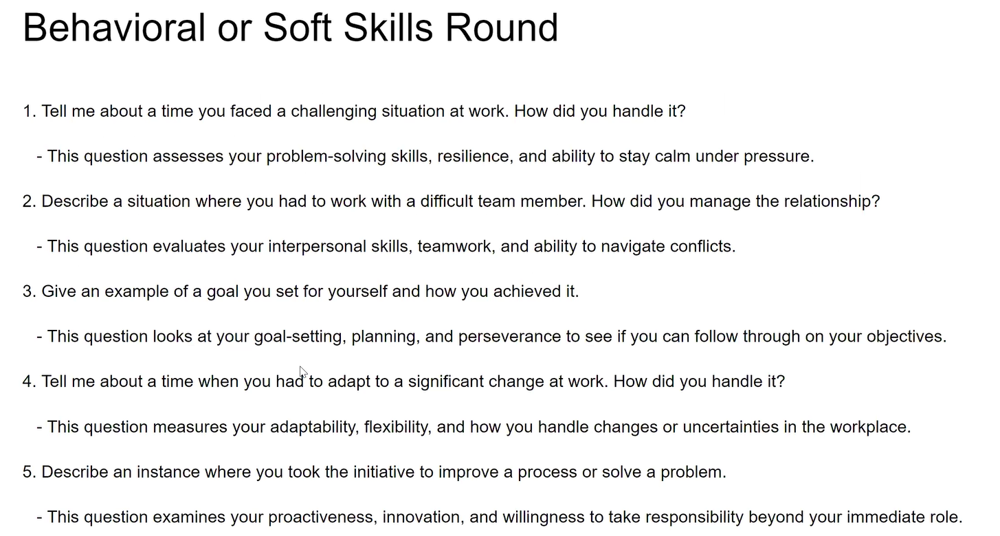 Behavioral or Soft Skills Round
1. Tell me about a time you faced a challenging situation at work. How did you handle it?
- This question assesses your problem-solving skills, resilience, and ability to stay calm under pressure.
2. Describe a situation where you had to work with a difficult team member. How did you manage the relationship?
- This question evaluates your interpersonal skills, teamwork, and ability to navigate conflicts.
3. Give an example of a goal you set for yourself and how you achieved it.
- This question looks at your goal-setting, planning, and perseverance to see if you can follow through on your objectives.
4. Tell me about a time when you had to adapt to a significant change at work. How did you handle it?
- This question measures your adaptability, flexibility, and how you handle changes or uncertainties in the workplace.
5. Describe an instance where you took the initiative to improve a process or solve a problem.
- This question examines your proactiveness, innovation, and willingness to take responsibility beyond your immediate role.